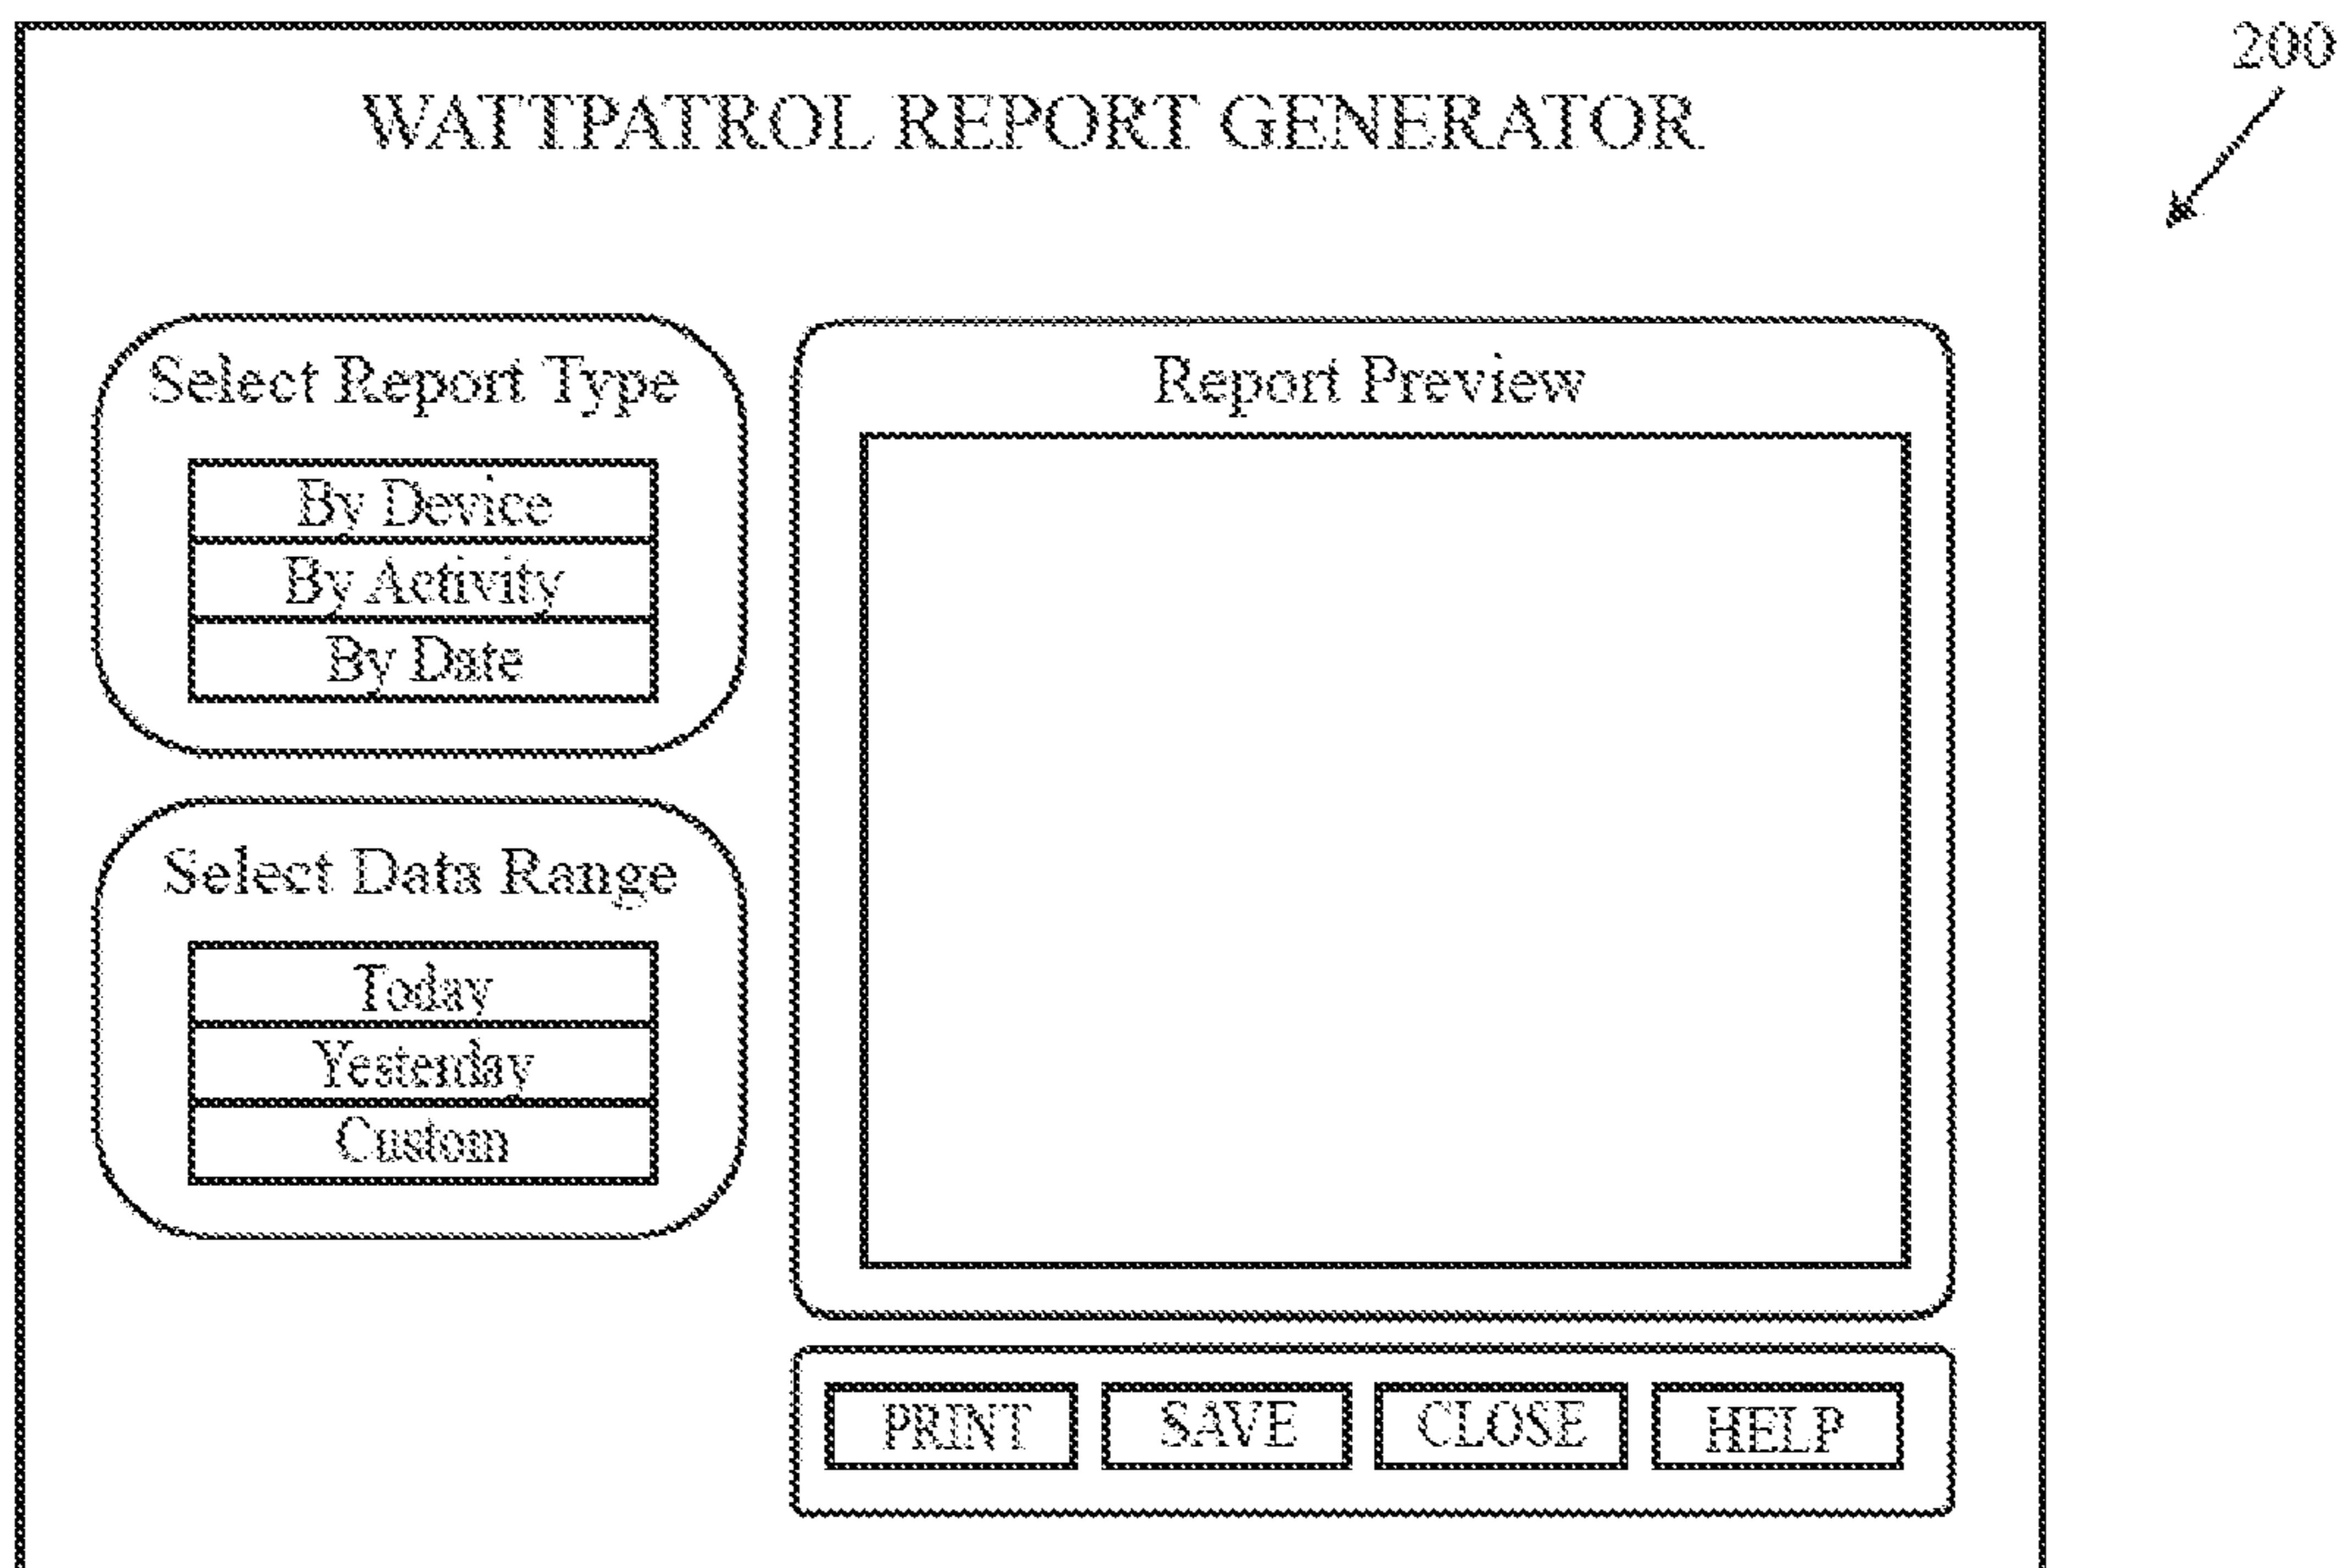 200
WATTPATROL REPORT GENERATOR
Select Report Type
By Device
By Activity
By Date
Select Data Range
Today
Yesterday
Custom
Report Preview
PRINT SAVE CLOSE HELP